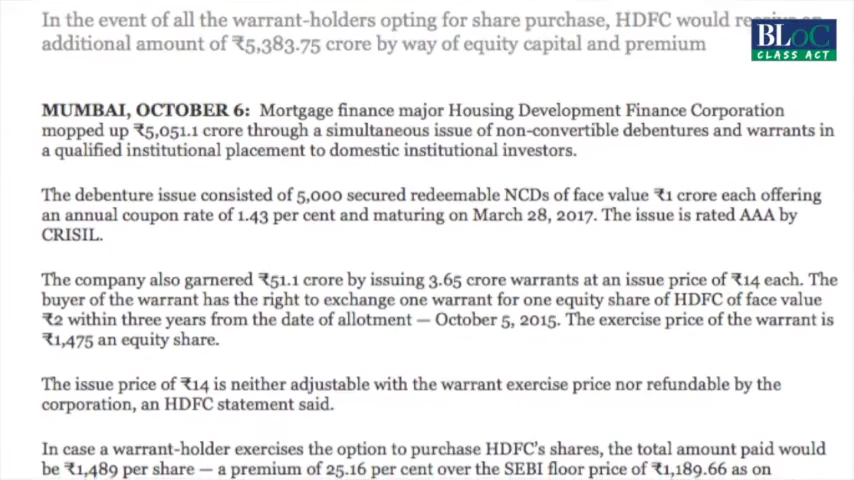 In the event of all the warrant-holders opting for share purchase, HDFC would
additional amount of ₹5,383.75 crore by way of equity capital and premium
BLOC
CLASS ACT
MUMBAI, OCTOBER 6: Mortgage finance major Housing Development Finance Corporation
mopped up ₹5,051.1 crore through a simultaneous issue of non-convertible debentures and warrants in
a qualified institutional placement to domestic institutional investors.
The debenture issue consisted of 5,000 secured redeemable NCDs of face value ₹1 crore each offering
an annual coupon rate of 1.43 per cent and maturing on March 28, 2017. The issue is rated AAA by
CRISIL.
The company also garnered ₹51.1 crore by issuing 3.65 crore warrants at an issue price of ₹14 each. The
buyer of the warrant has the right to exchange one warrant for one equity share of HDFC of face value
₹2 within three years from the date of allotment — October 5, 2015. The exercise price of the warrant is
₹1,475 an equity share.
The issue price of ₹14 is neither adjustable with the warrant exercise price nor refundable by the
corporation, an HDFC statement said.
In case a warrant-holder exercises the option to purchase HDFC's shares, the total amount paid would
be ₹1,489 per share — a premium of 25.16 per cent over the SEBI floor price of ₹1,189.66 as on